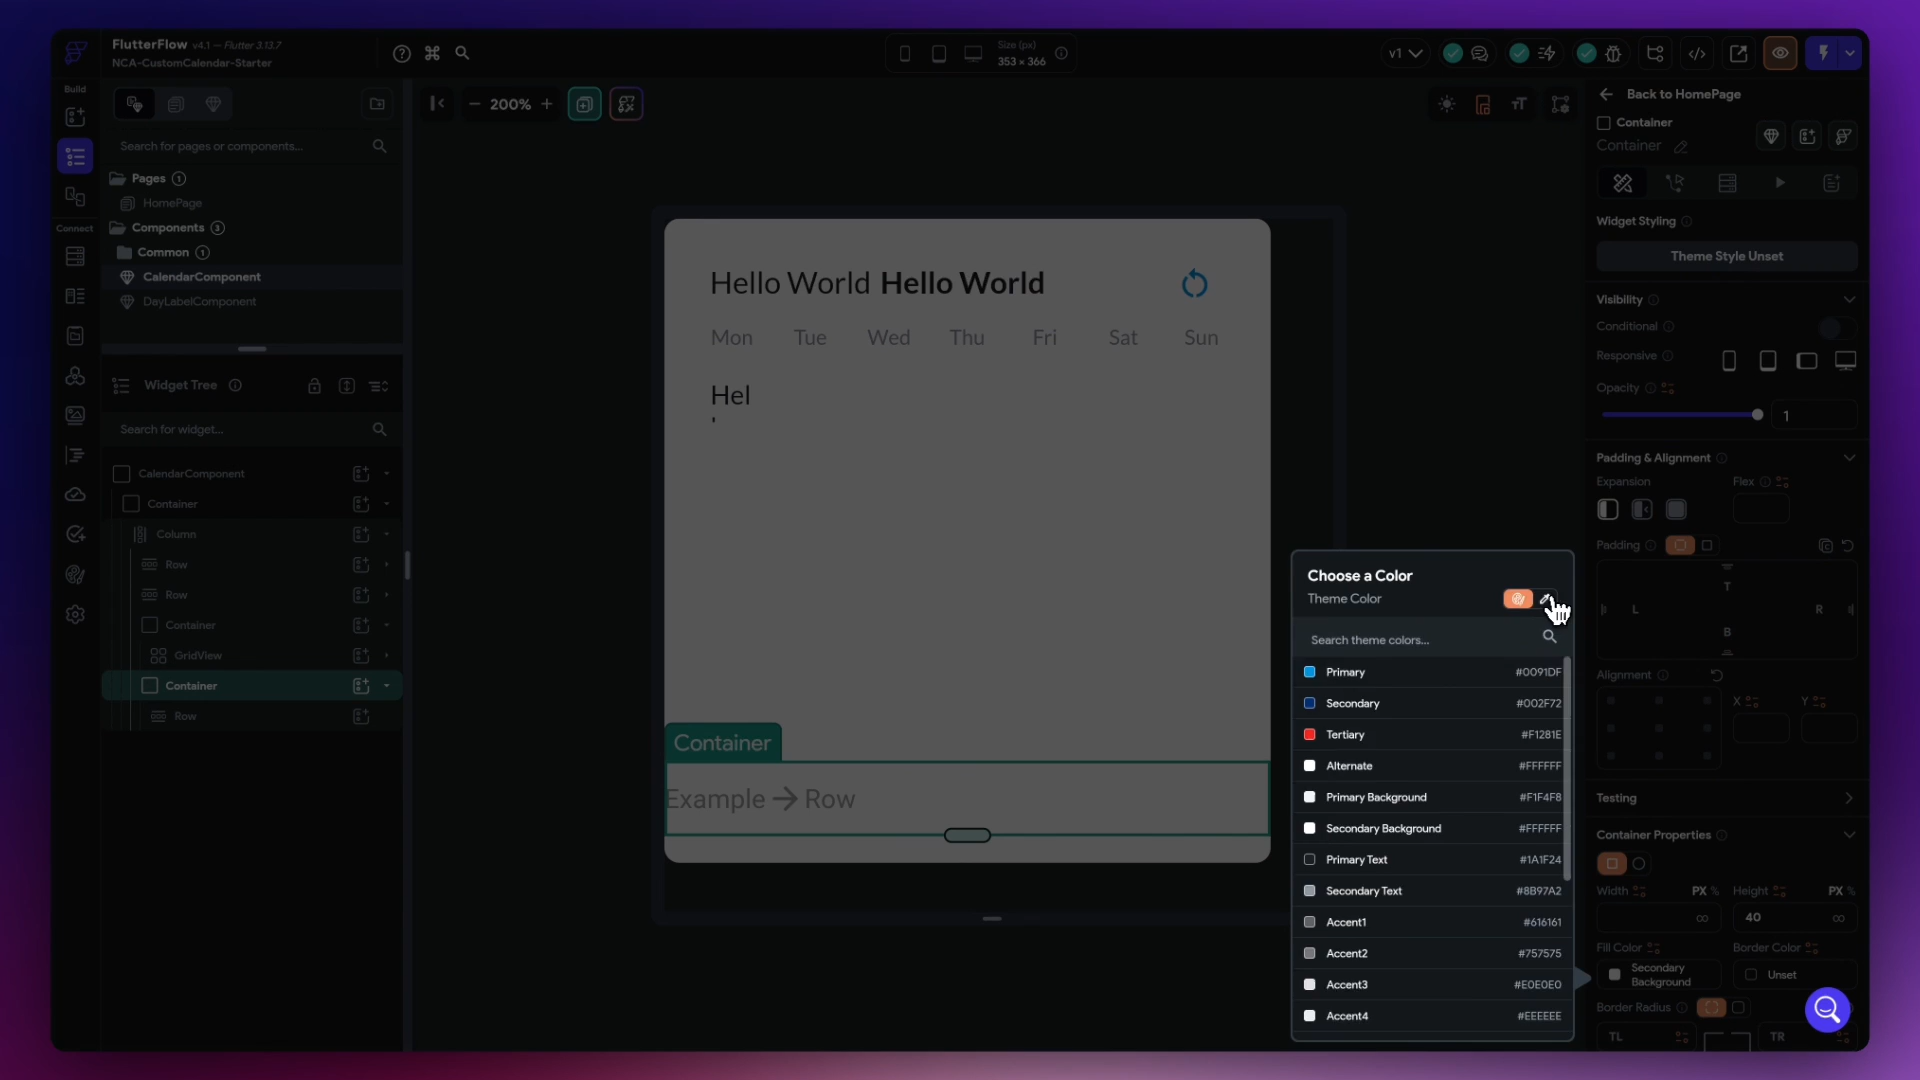 FlutterFlow v4.1 — Flutter 3.13.7
NCA-CustomCalendar-Starter
Size (px)
353 × 366
v1
Build
Connect
200%
Search for pages or components...
Pages 1
HomePage
Components 3
Common 1
CalendarComponent
DayLabelComponent
Widget Tree
Search for widget...
CalendarComponent
Container
Column
Row
Row
Container
GridView
Container
Row
Hello World Hello World
Mon Tue Wed Thu Fri Sat Sun
Hel
Container
Example → Row
Choose a Color
Theme Color
Search theme colors...
Primary #0091DF
Secondary #002F72
Tertiary #F1281E
Alternate #FFFFFF
Primary Background #F1F4F8
Secondary Background #FFFFFF
Primary Text #1A1F24
Secondary Text #8B97A2
Accent1 #616161
Accent2 #757575
Accent3 #E0E0E0
Accent4 #EEEEEE
Back to HomePage
Container
Container
Widget Styling
Theme Style Unset
Visibility
Conditional
Responsive
Opacity
1
Padding & Alignment
Expansion Flex
Padding
T
L R
B
Alignment X Y
Testing
Container Properties
Width PX % Height PX %
∞ 40 ∞
Fill Color Border Color
Secondary
Background
Unset
Border Radius
TL TR